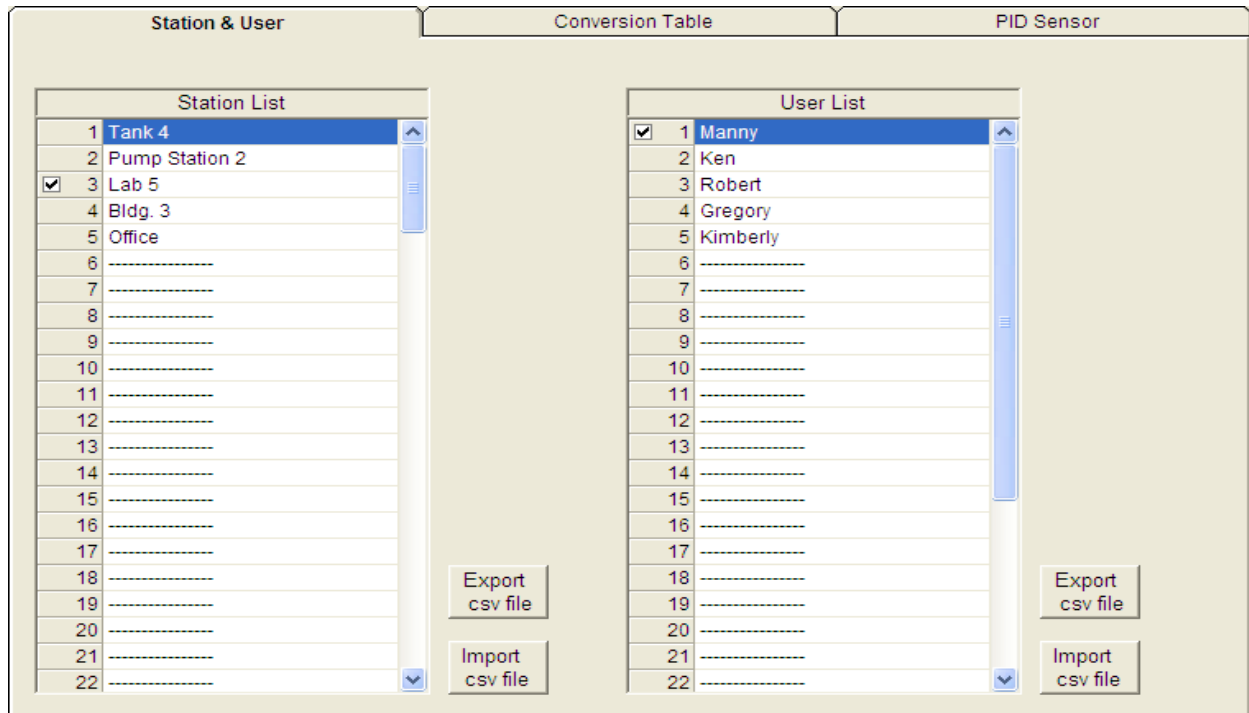 Station & User
Conversion Table
PID Sensor
Station List
1 Tank 4
2 Pump Station 2
3 Lab 5
4 Bldg. 3
5 Office
6 ----------------
7 ----------------
8 ----------------
9 ----------------
10 ----------------
11 ----------------
12 ----------------
13 ----------------
14 ----------------
15 ----------------
16 ----------------
17 ----------------
18 ----------------
19 ----------------
20 ----------------
21 ----------------
22 ----------------
Export
csv file
Import
csv file
User List
1 Manny
2 Ken
3 Robert
4 Gregory
5 Kimberly
6 ----------------
7 ----------------
8 ----------------
9 ----------------
10 ----------------
11 ----------------
12 ----------------
13 ----------------
14 ----------------
15 ----------------
16 ----------------
17 ----------------
18 ----------------
19 ----------------
20 ----------------
21 ----------------
22 ----------------
Export
csv file
Import
csv file